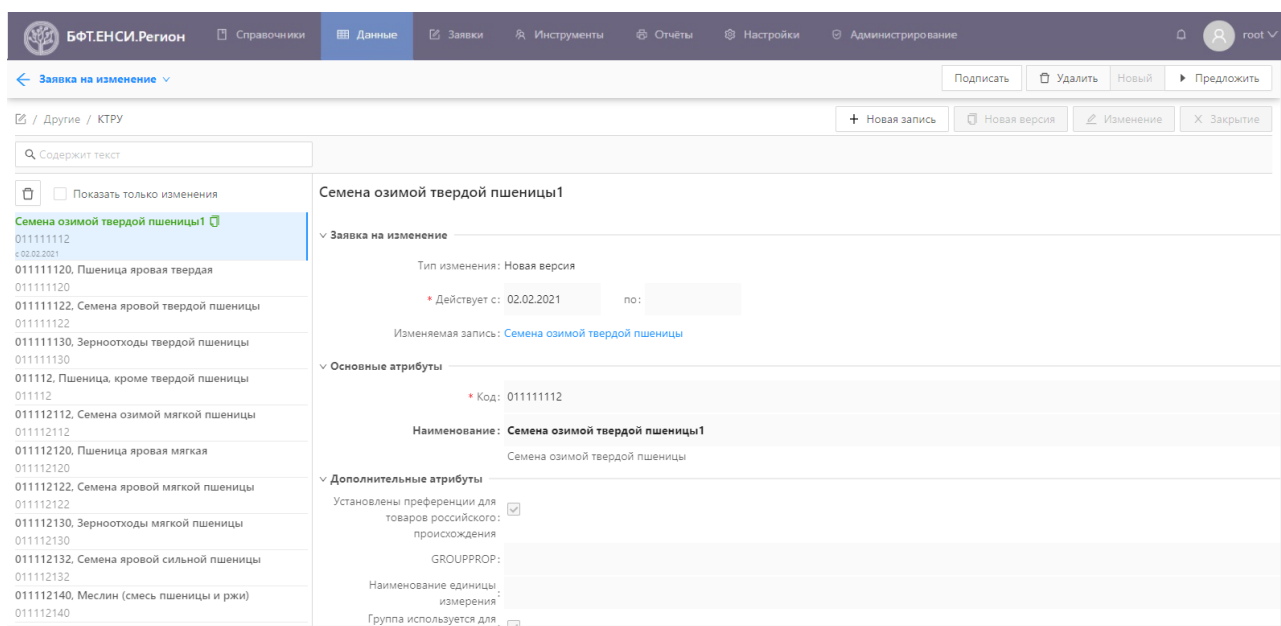 БФТ.ЕНСИ.Регион Справочники Данные Заявки Инструменты Отчёты Настройки Администрирование root
Заявка на изменение Подписать Удалить Новый Предложить
/ Другие / КТРУ + Новая запись Новая версия Изменение X Закрытие
Содержит текст
Показать только изменения
Семена озимой твердой пшеницы1
011111112
с 02.02.2021
011111120, Пшеница яровая твердая
011111120
011111122, Семена яровой твердой пшеницы
011111122
011111130, Зерноотходы твердой пшеницы
011111130
011112, Пшеница, кроме твердой пшеницы
011112
011112112, Семена озимой мягкой пшеницы
011112112
011112120, Пшеница яровая мягкая
011112120
011112122, Семена яровой мягкой пшеницы
011112122
011112130, Зерноотходы мягкой пшеницы
011112130
011112132, Семена яровой сильной пшеницы
011112132
011112140, Меслин (смесь пшеницы и ржи)
011112140
Семена озимой твердой пшеницы1
Заявка на изменение
Тип изменения: Новая версия
* Действует с: 02.02.2021 по:
Изменяемая запись: Семена озимой твердой пшеницы
Основные атрибуты
* Код: 011111112
Наименование: Семена озимой твердой пшеницы1
Семена озимой твердой пшеницы
Дополнительные атрибуты
Установлены преференции для
товаров российского:
происхождения
GROUPPROP:
Наименование единицы :
измерения
Группа используется для